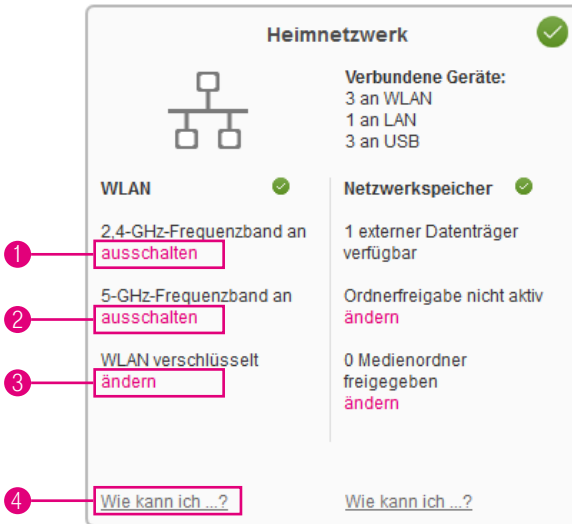 Heimnetzwerk
Verbundene Geräte:
3 an WLAN
1 an LAN
3 an USB
WLAN
2,4-GHz-Frequenzband an
1 ausschalten
5-GHz-Frequenzband an
2 ausschalten
WLAN verschlüsselt
3 ändern
4 Wie kann ich ...?
Netzwerkspeicher
1 externer Datenträger
verfügbar
Ordnerfreigabe nicht aktiv
ändern
0 Medienordner
freigegeben
ändern
Wie kann ich ...?